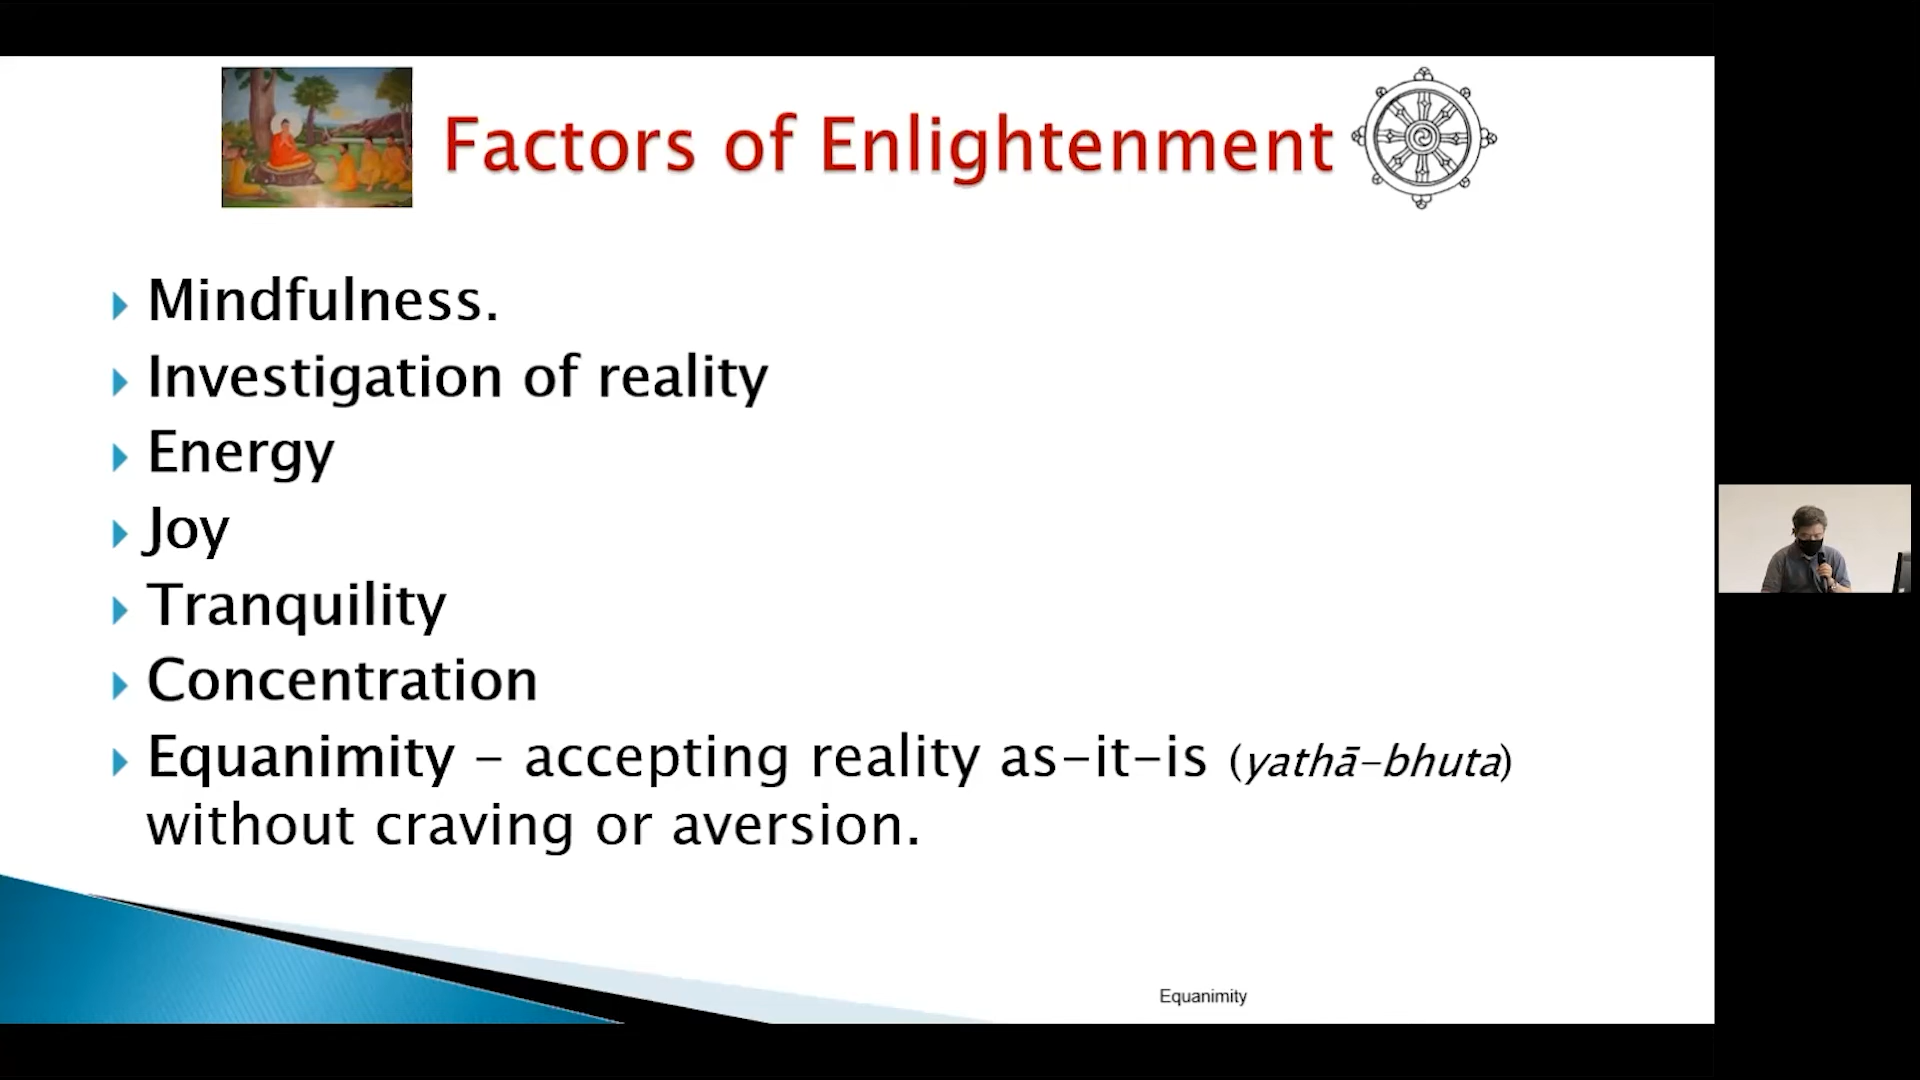 Factors of Enlightenment
Mindfulness.
Investigation of reality
Energy
Joy
Tranquility
Concentration
Equanimity – accepting reality as-it-is (yathā-bhuta)
without craving or aversion.
Equanimity